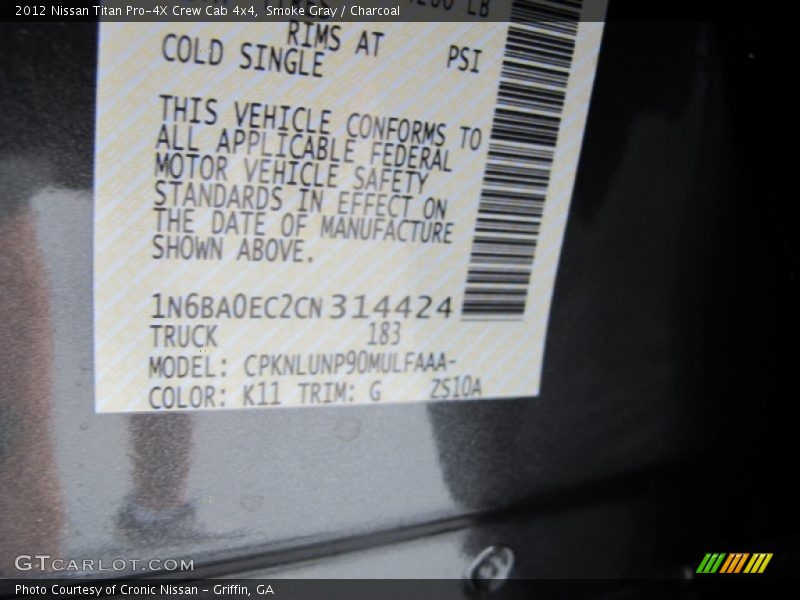 2012 Nissan Titan Pro-4X Crew Cab 4x4, Smoke Gray / Charcoal
LB
RIMS AT PSI
COLD SINGLE
THIS VEHICLE CONFORMS TO
ALL APPLICABLE FEDERAL
MOTOR VEHICLE SAFETY
STANDARDS IN EFFECT ON
THE DATE OF MANUFACTURE
SHOWN ABOVE.
1N6BA0EC2CN314424
TRUCK 183
MODEL: CPKNLUNP90MULFAAA-
COLOR: K11 TRIM: G ZS10A
GTCARLOT.COM
Photo Courtesy of Cronic Nissan - Griffin, GA